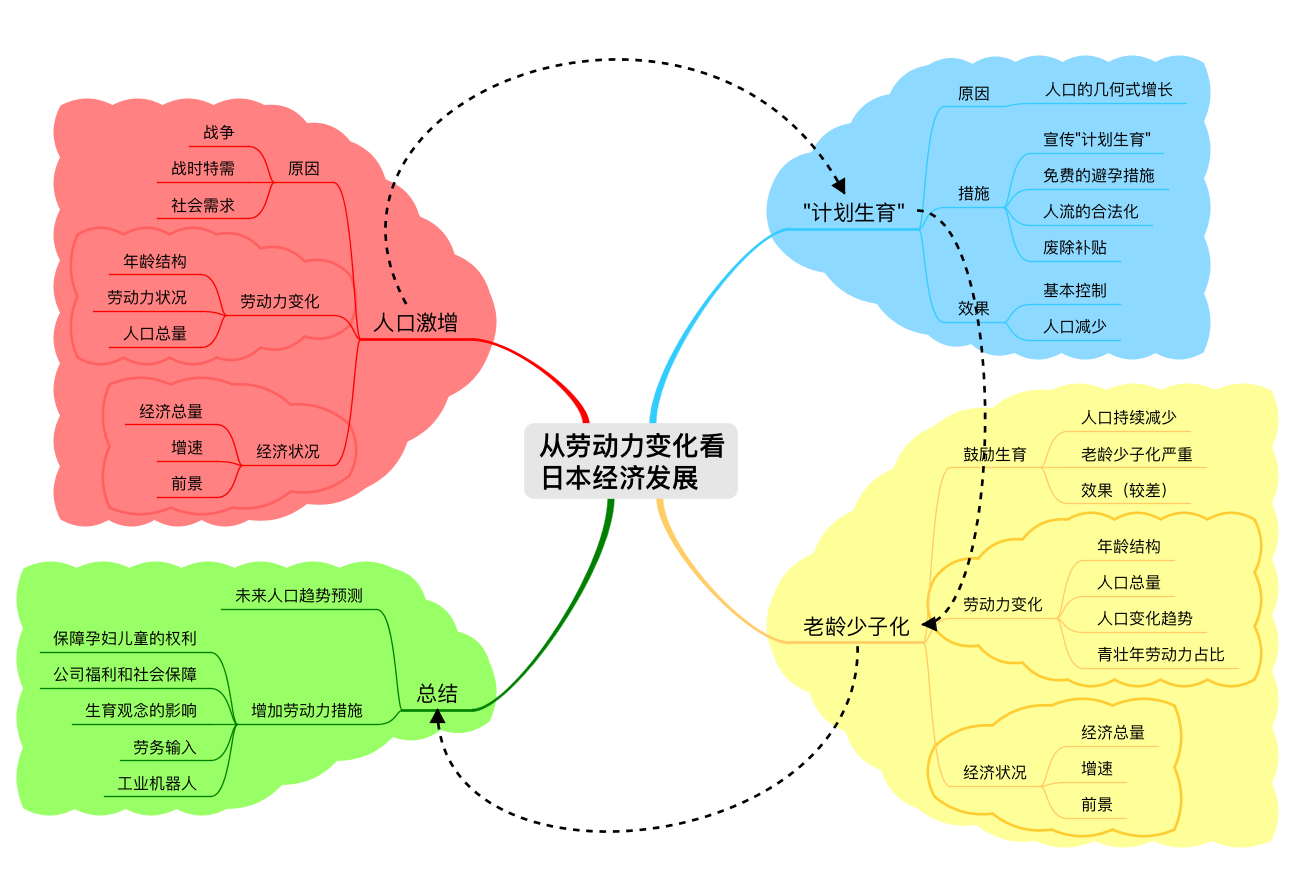 从劳动力变化看
日本经济发展
人口激增
原因
战争
战时特需
社会需求
劳动力变化
年龄结构
劳动力状况
人口总量
经济状况
经济总量
增速
前景
"计划生育"
原因
人口的几何式增长
措施
宣传"计划生育"
免费的避孕措施
人流的合法化
废除补贴
效果
基本控制
人口减少
老龄少子化
鼓励生育
人口持续减少
老龄少子化严重
效果（较差）
劳动力变化
年龄结构
人口总量
人口变化趋势
青壮年劳动力占比
经济状况
经济总量
增速
前景
总结
未来人口趋势预测
增加劳动力措施
保障孕妇儿童的权利
公司福利和社会保障
生育观念的影响
劳务输入
工业机器人